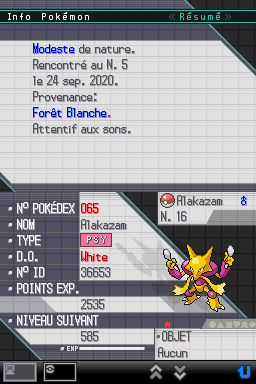 Info Pokémon
Résumé
Modeste de nature.
Rencontré au N. 5
le 24 sep. 2020.
Provenance:
Forêt Blanche.
Attentif aux sons.
Alakazam ♂
N. 16
Nº POKÉDEX 065
NOM Alakazam
TYPE PSY
D.O. White
Nº ID 36653
POINTS EXP.
2535
NIVEAU SUIVANT
585
EXP
OBJET
Aucun